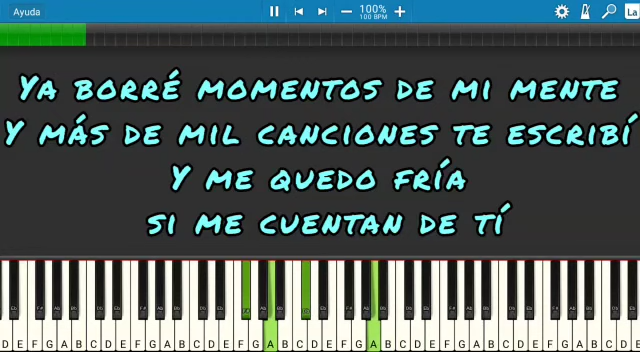 Ayuda
100%
100 BPM
La
Ya borré momentos de mi mente
Y más de mil canciones te escribí
Y me quedo fría
si me cuentan de tí
D E F G A B C D E F G A B C D E F G A B C D E F G A B C D E F G A B C D E F G A B C